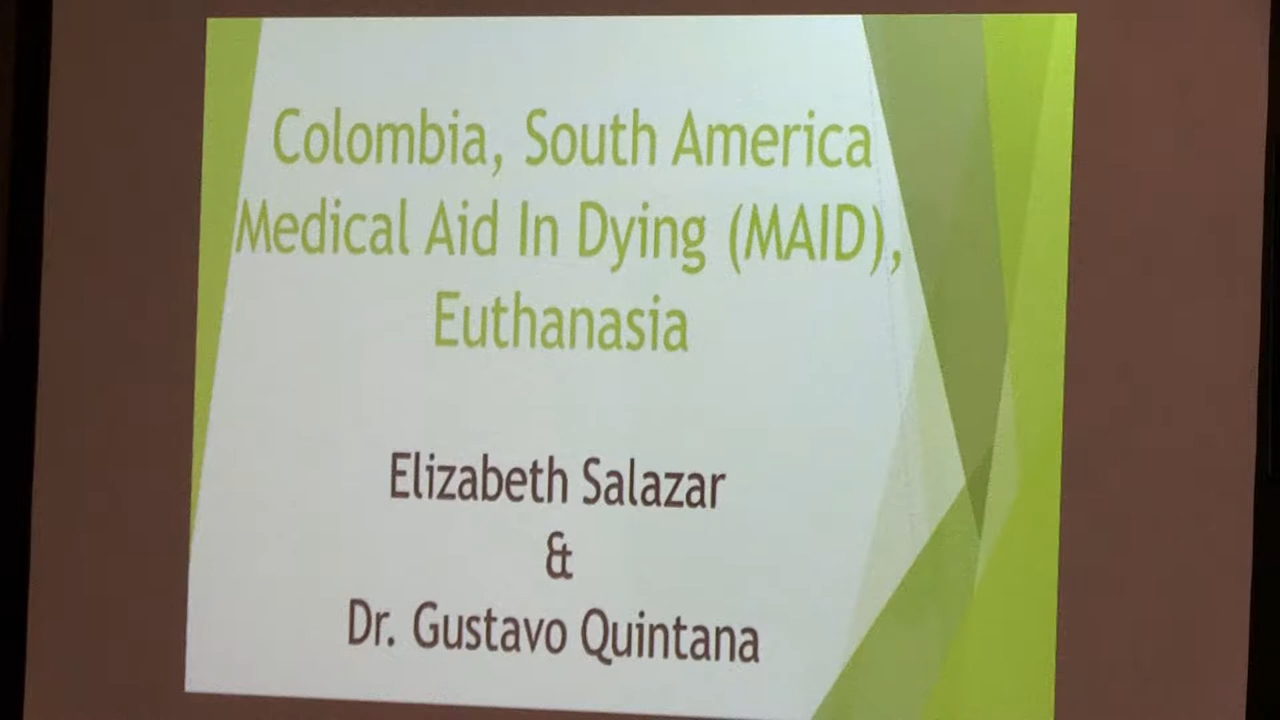 Colombia, South America
Medical Aid In Dying (MAID),
Euthanasia
Elizabeth Salazar
&
Dr. Gustavo Quintana